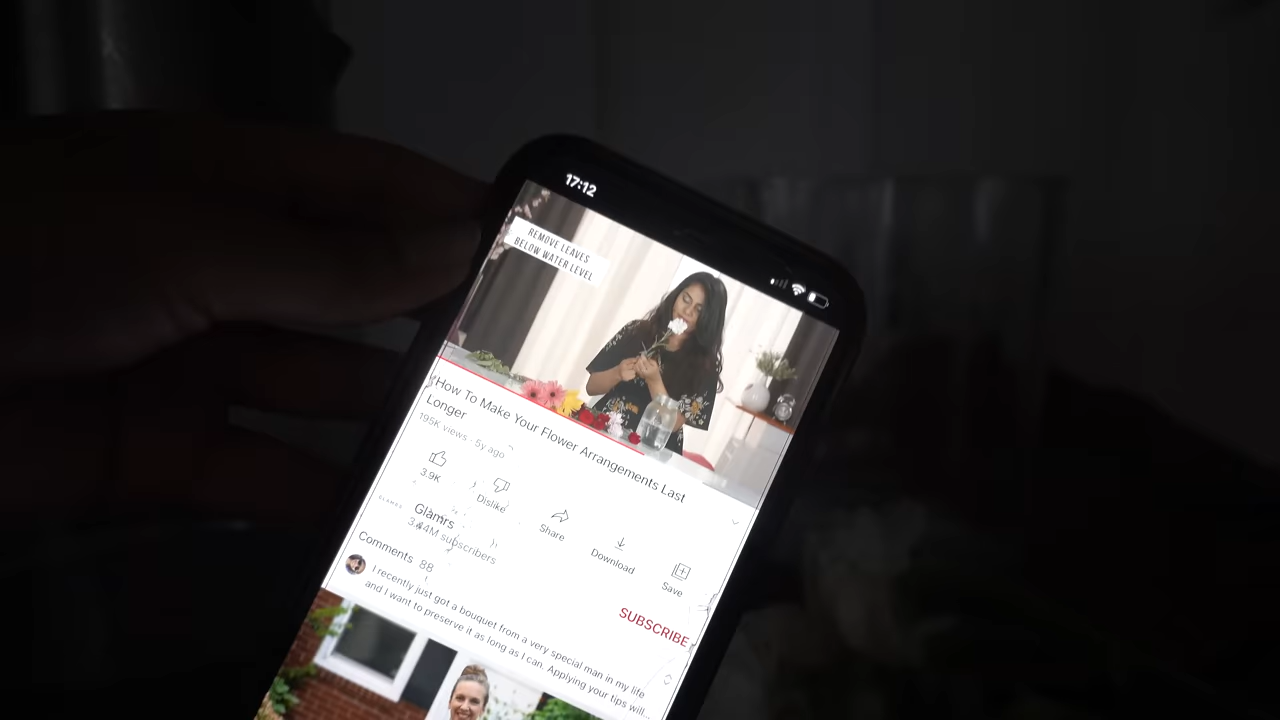 17:12
REMOVE LEAVES
BELOW WATER LEVEL
How To Make Your Flower Arrangements Last
Longer
195K views · 5y ago
3.9K
Dislike
Share
Download
Save
GLAMRS
Glamrs
subscribers
SUBSCRIBE
Comments 88
I recently just got a bouquet from a very special man in my life
and I want to preserve it as long as I can. Applying your tips will...